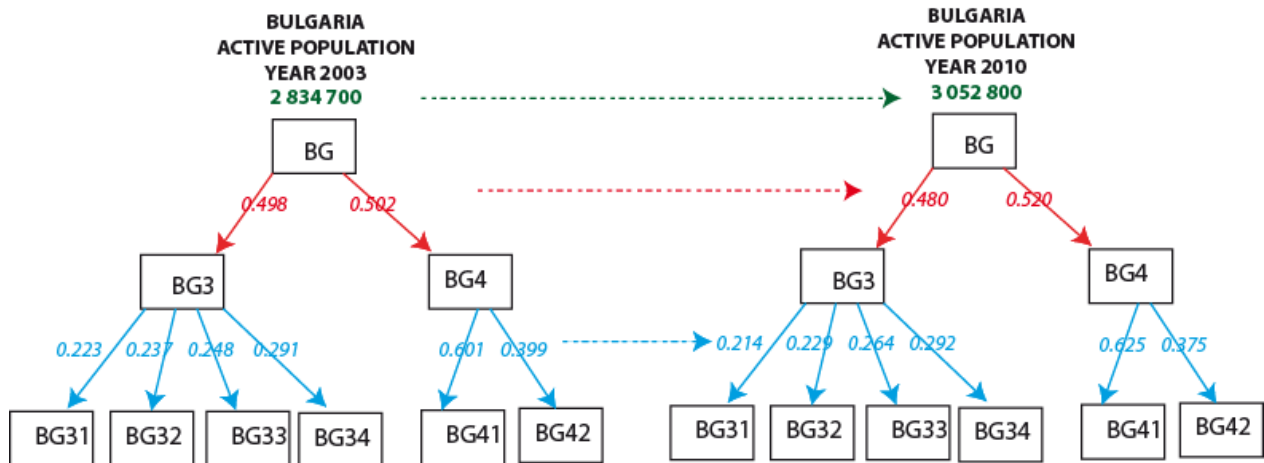 BULGARIA
ACTIVE POPULATION
YEAR 2003
2 834 700
BG
0.498
0.502
BG3
BG4
0.223
0.237
0.248
0.291
0.601
0.399
BG31
BG32
BG33
BG34
BG41
BG42
BULGARIA
ACTIVE POPULATION
YEAR 2010
3 052 800
BG
0.480
0.520
BG3
BG4
0.214
0.229
0.264
0.292
0.625
0.375
BG31
BG32
BG33
BG34
BG41
BG42